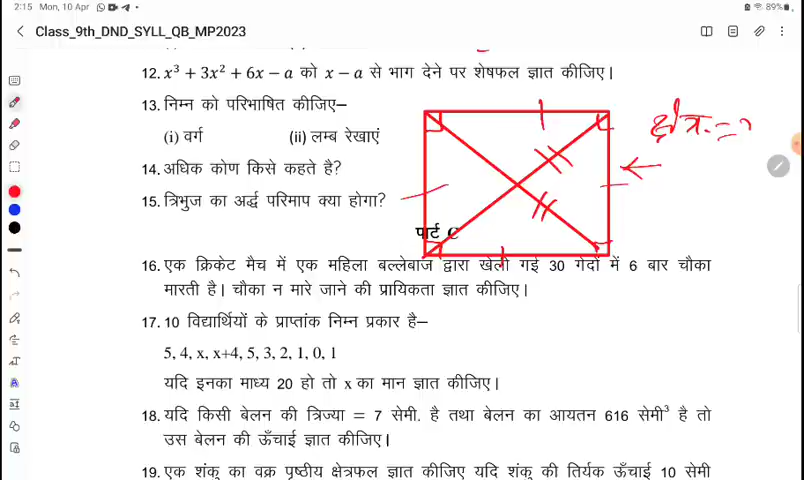 2:15 Mon, 10 Apr
89%
Class_9th_DND_SYLL_QB_MP2023
12. x³ + 3x² + 6x − a को x − a से भाग देने पर शेषफल ज्ञात कीजिए।
13. निम्न को परिभाषित कीजिए–
(i) वर्ग (ii) लम्ब रेखाएं
क्षेत्र. = ?
14. अधिक कोण किसे कहते है?
15. त्रिभुज का अर्द्ध परिमाप क्या होगा?
पार्ट C
16. एक क्रिकेट मैच में एक महिला बल्लेबाज द्वारा खेली गई 30 गेदों में 6 बार चौका
मारती है। चौका न मारे जाने की प्रायिकता ज्ञात कीजिए।
17. 10 विद्यार्थियों के प्राप्तांक निम्न प्रकार है–
5, 4, x, x+4, 5, 3, 2, 1, 0, 1
यदि इनका माध्य 20 हो तो x का मान ज्ञात कीजिए।
18. यदि किसी बेलन की त्रिज्या = 7 सेमी. है तथा बेलन का आयतन 616 सेमी³ है तो
उस बेलन की ऊँचाई ज्ञात कीजिए।
19. एक शंकु का वक्र पृष्ठीय क्षेत्रफल ज्ञात कीजिए यदि शंकु की तिर्यक ऊँचाई 10 सेमी